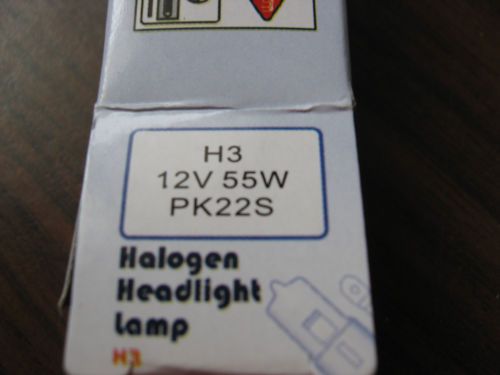 H3
12V 55W
PK22S
Halogen
Headlight
Lamp
H3